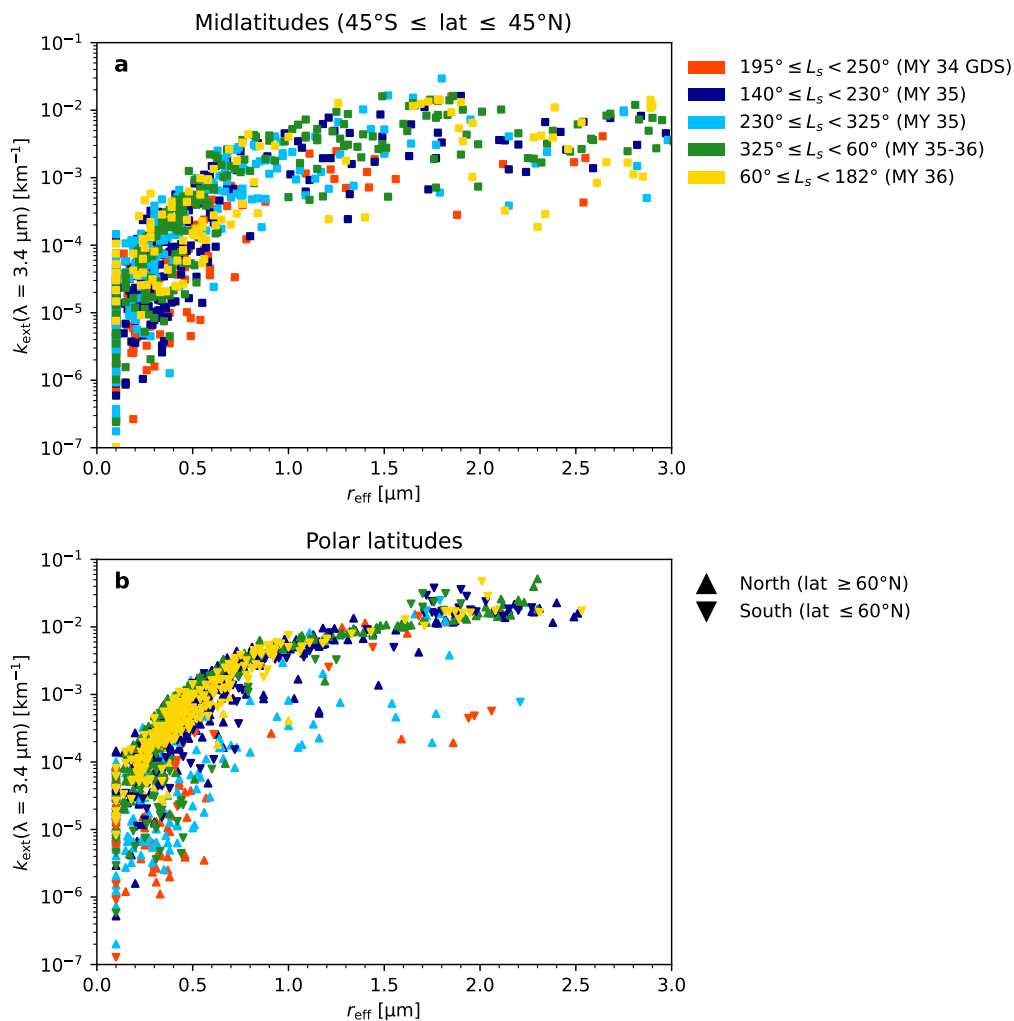 Midlatitudes (45°S ≤ lat ≤ 45°N)
a
10⁻¹
10⁻²
10⁻³
10⁻⁴
10⁻⁵
10⁻⁶
10⁻⁷
k_ext(λ = 3.4 μm) [km⁻¹]
0.0 0.5 1.0 1.5 2.0 2.5 3.0
r_eff [μm]
195° ≤ L_s < 250° (MY 34 GDS)
140° ≤ L_s < 230° (MY 35)
230° ≤ L_s < 325° (MY 35)
325° ≤ L_s < 60° (MY 35-36)
60° ≤ L_s < 182° (MY 36)
Polar latitudes
b
10⁻¹
10⁻²
10⁻³
10⁻⁴
10⁻⁵
10⁻⁶
10⁻⁷
k_ext(λ = 3.4 μm) [km⁻¹]
0.0 0.5 1.0 1.5 2.0 2.5 3.0
r_eff [μm]
North (lat ≥ 60°N)
South (lat ≤ 60°N)